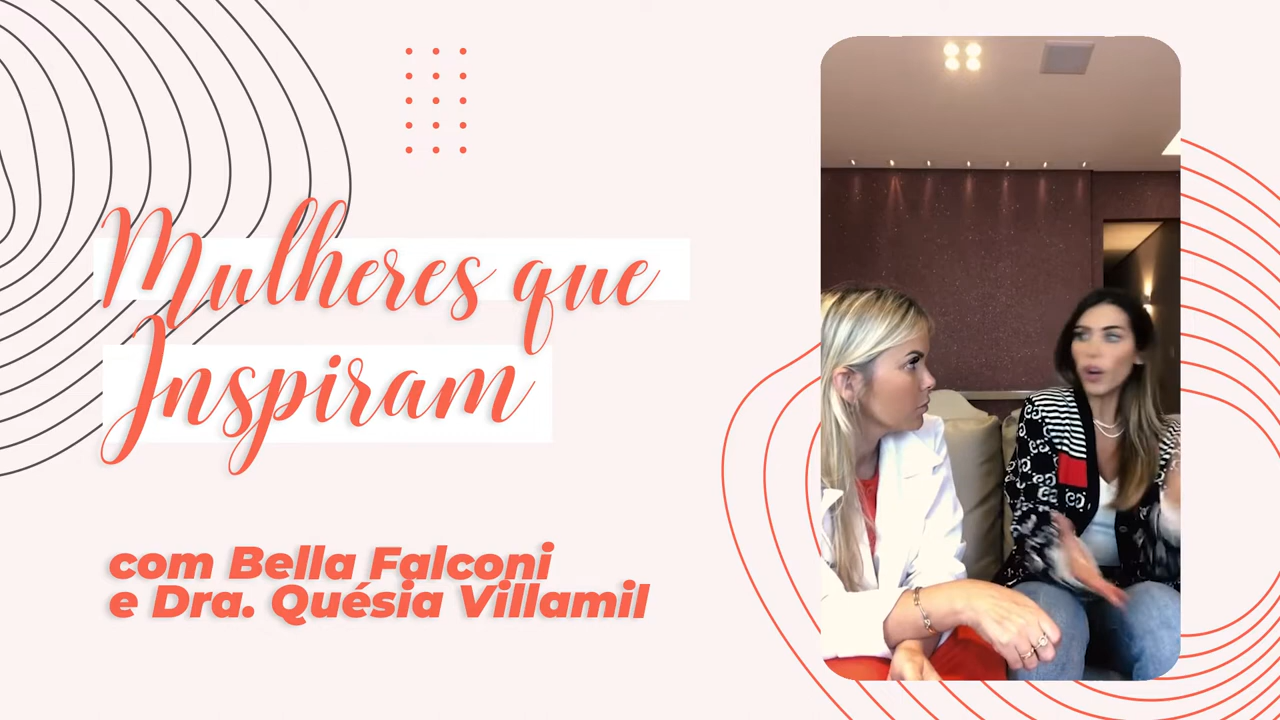 Mulheres que
Inspiram
com Bella Falconi
e Dra. Quésia Villamil